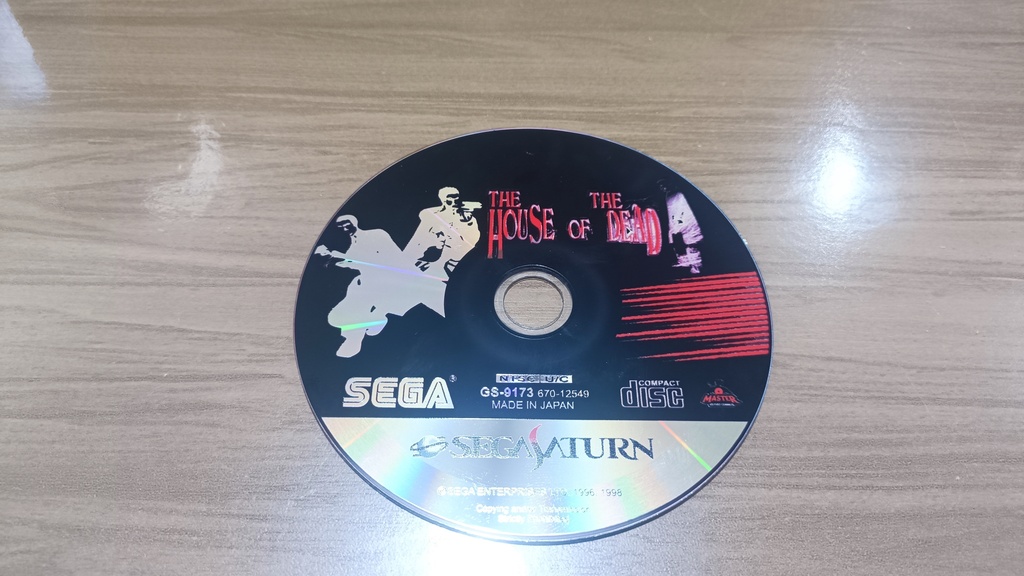 THE HOUSE OF THE DEAD
NTSC U/C
SEGA®
GS-9173 670-12549
MADE IN JAPAN
COMPACT
disc
MASTER
SEGA SATURN
© SEGA ENTERPRISES 1996, 1998